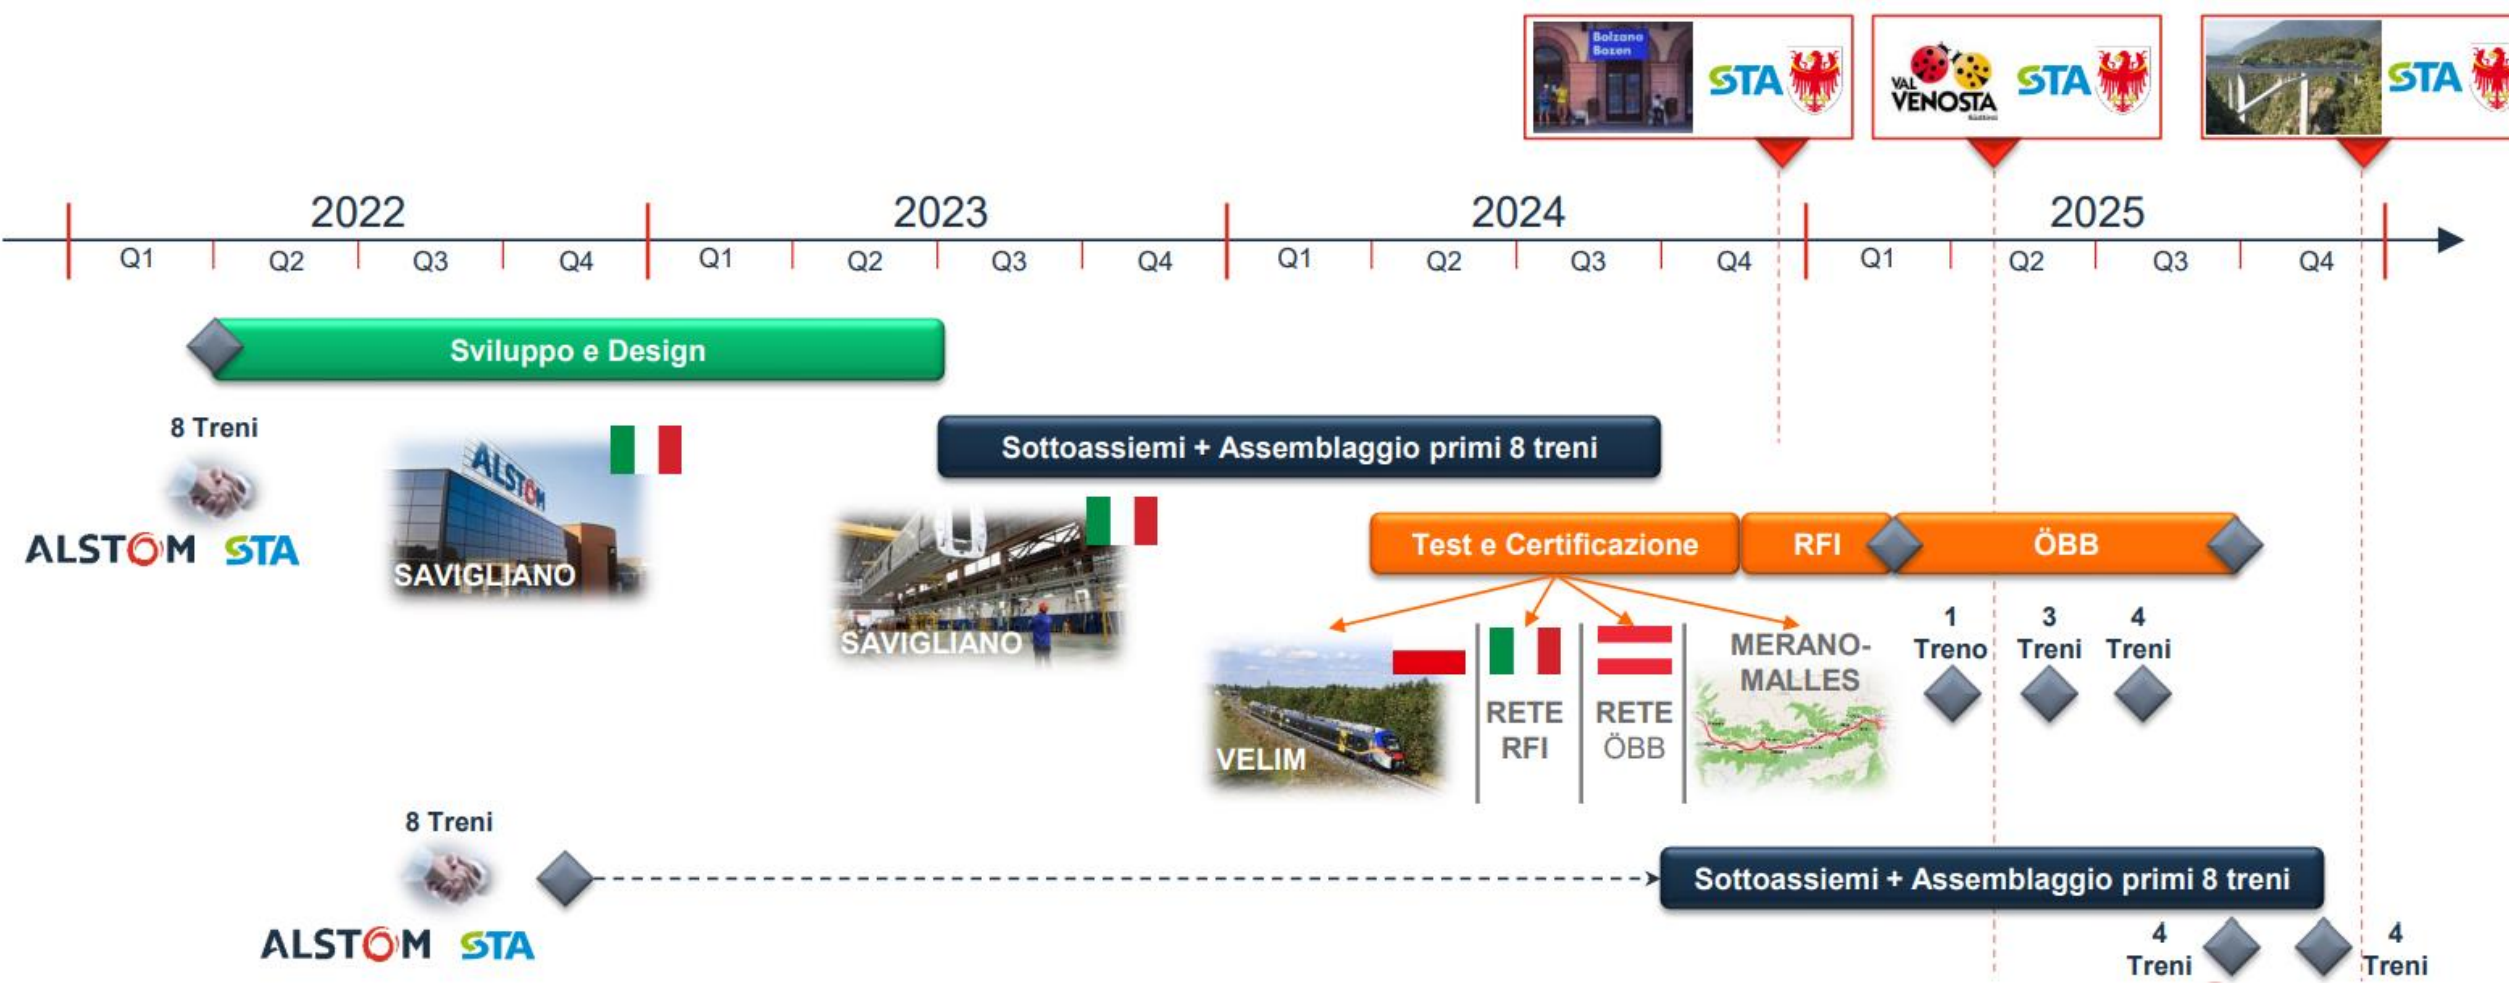 Bolzano
Bozen
STA
VAL
VENOSTA
Südtirol
STA
STA
2022
2023
2024
2025
Q1
Q2
Q3
Q4
Q1
Q2
Q3
Q4
Q1
Q2
Q3
Q4
Q1
Q2
Q3
Q4
Sviluppo e Design
8 Treni
ALSTOM STA
ALSTOM
SAVIGLIANO
Sottoassiemi + Assemblaggio primi 8 treni
SAVIGLIANO
Test e Certificazione
RFI
ÖBB
VELIM
RETE
RFI
RETE
ÖBB
MERANO-
MALLES
1
Treno
3
Treni
4
Treni
8 Treni
ALSTOM STA
Sottoassiemi + Assemblaggio primi 8 treni
4
Treni
4
Treni